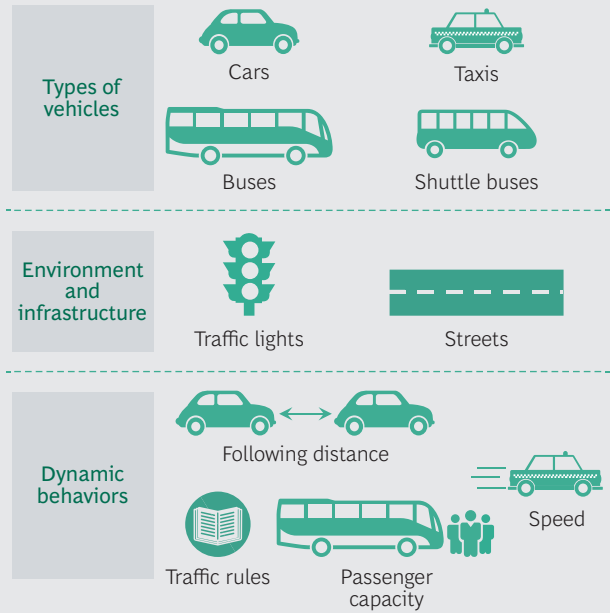 Types of
vehicles
Cars
Taxis
Buses
Shuttle buses
Environment
and
infrastructure
Traffic lights
Streets
Dynamic
behaviors
Following distance
Speed
Traffic rules
Passenger
capacity